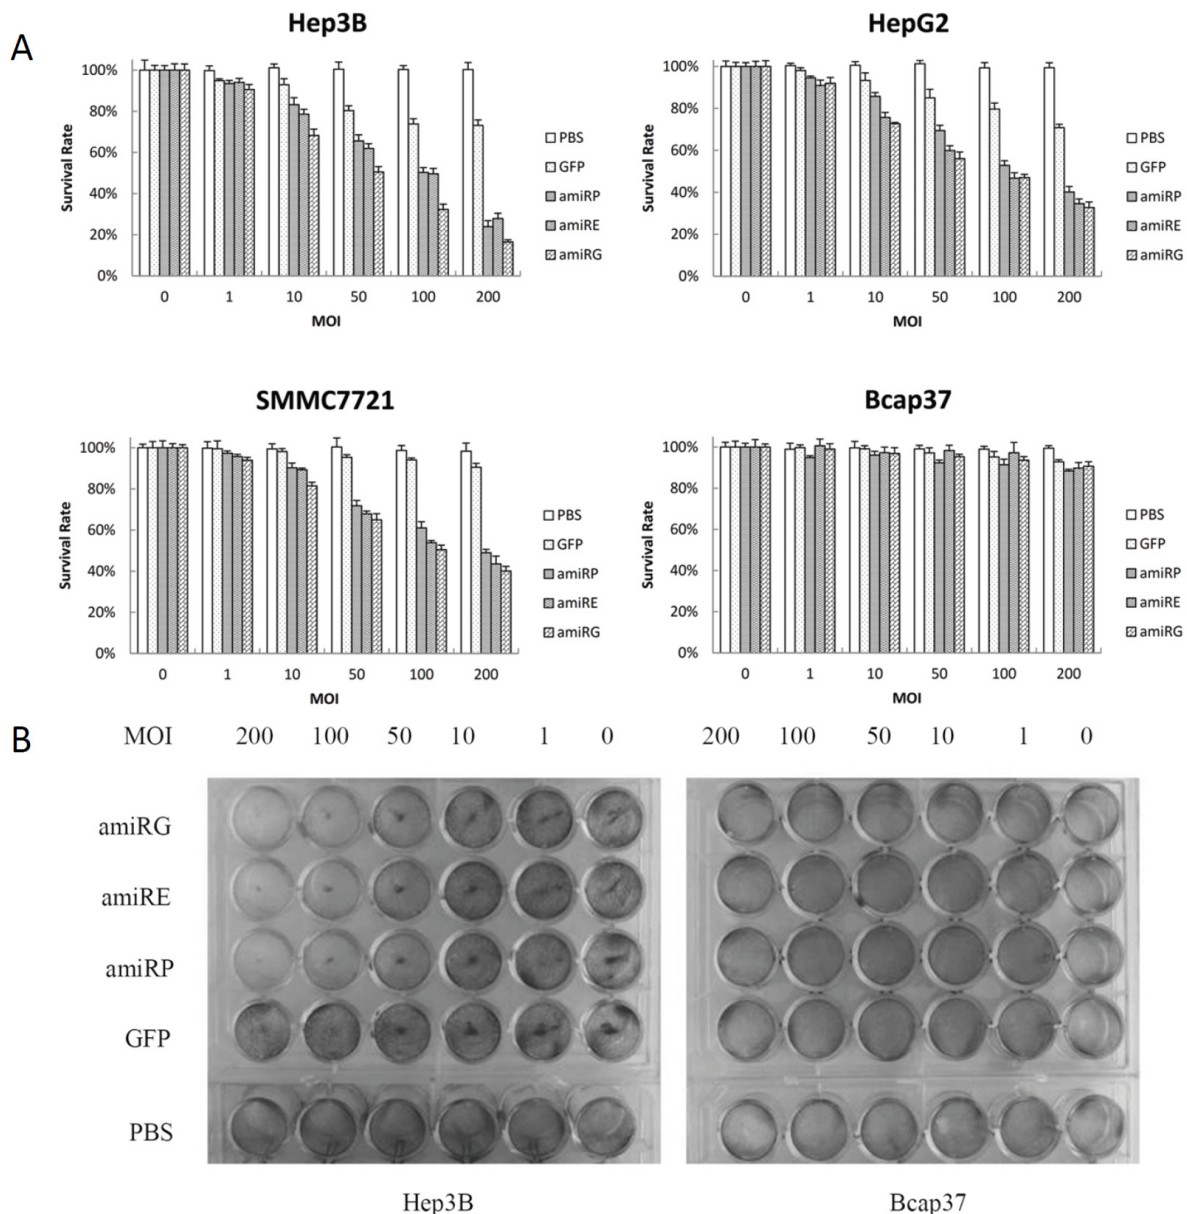 A
Hep3B
Survival Rate
100%
80%
60%
40%
20%
0%
0 1 10 50 100 200
MOI
PBS
GFP
amiRP
amiRE
amiRG
HepG2
Survival Rate
100%
80%
60%
40%
20%
0%
0 1 10 50 100 200
MOI
PBS
GFP
amiRP
amiRE
amiRG
SMMC7721
Survival Rate
100%
80%
60%
40%
20%
0%
0 1 10 50 100 200
MOI
PBS
GFP
amiRP
amiRE
amiRG
Bcap37
Survival Rate
100%
80%
60%
40%
20%
0%
0 1 10 50 100 200
MOI
PBS
GFP
amiRP
amiRE
amiRG
B
MOI 200 100 50 10 1 0 200 100 50 10 1 0
amiRG
amiRE
amiRP
GFP
PBS
Hep3B Bcap37